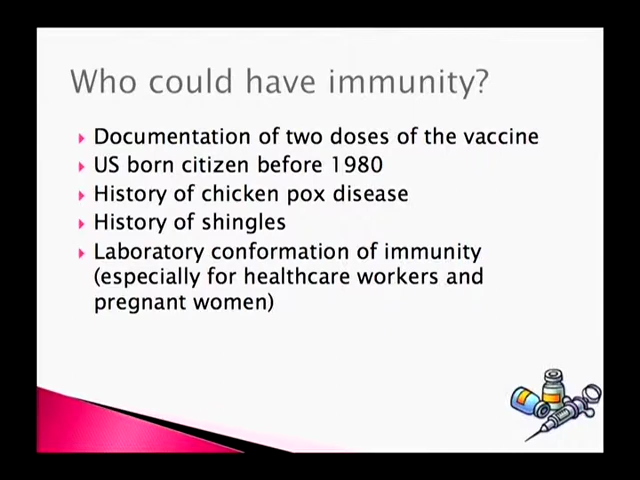 Who could have immunity?
Documentation of two doses of the vaccine
US born citizen before 1980
History of chicken pox disease
History of shingles
Laboratory conformation of immunity
(especially for healthcare workers and
pregnant women)